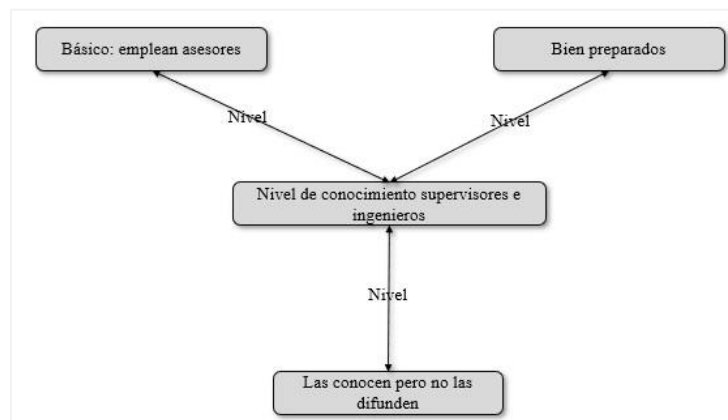 Básico: emplean asesores
Bien preparados
Nivel
Nivel
Nivel de conocimiento supervisores e
ingenieros
Nivel
Las conocen pero no las
difunden